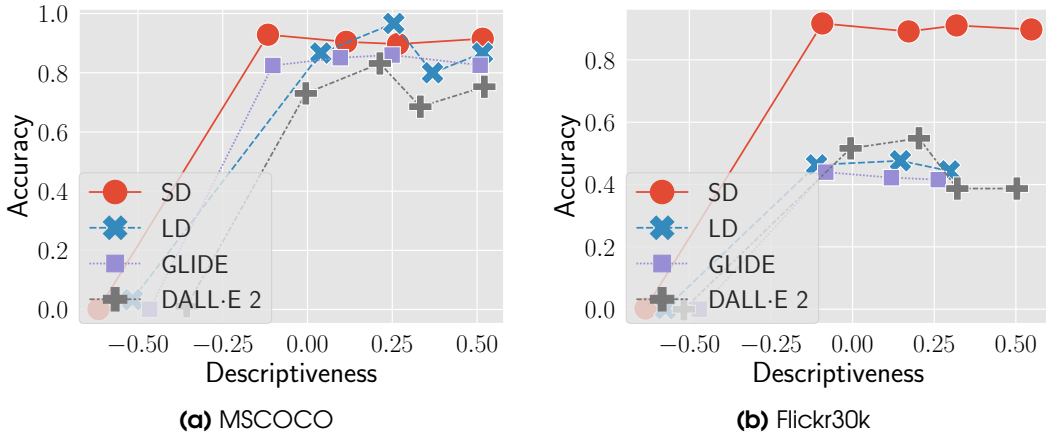 1.0
0.8
0.6
0.4
0.2
0.0
Accuracy
SD
LD
GLIDE
DALL·E 2
−0.50 −0.25 0.00 0.25 0.50
Descriptiveness
(a) MSCOCO
0.8
0.6
0.4
0.2
0.0
Accuracy
SD
LD
GLIDE
DALL·E 2
−0.50 −0.25 0.00 0.25 0.50
Descriptiveness
(b) Flickr30k